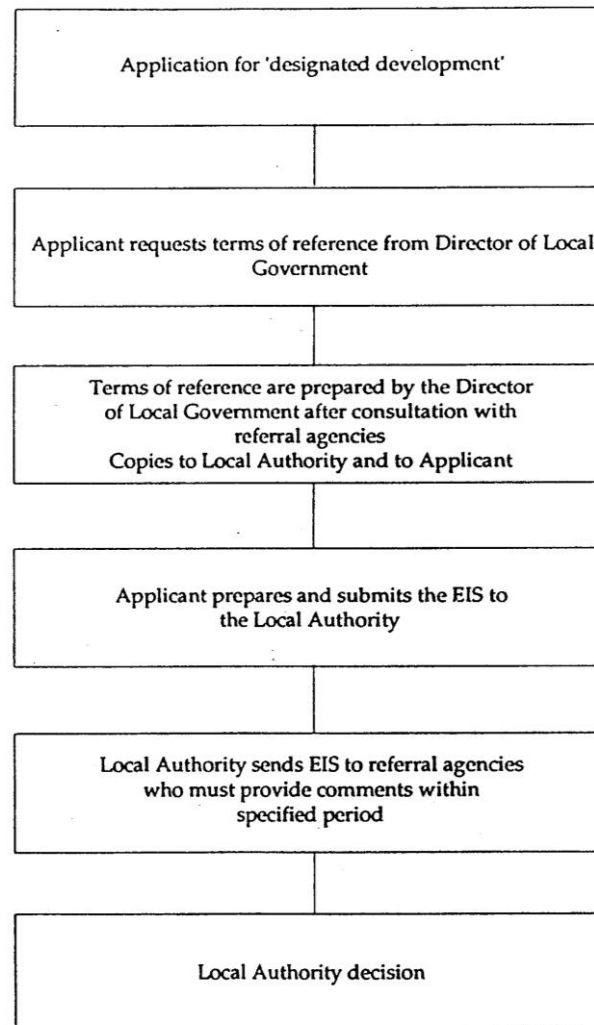 Application for 'designated development'
Applicant requests terms of reference from Director of Local
Government
Terms of reference are prepared by the Director
of Local Government after consultation with
referral agencies
Copies to Local Authority and to Applicant
Applicant prepares and submits the EIS to
the Local Authority
Local Authority sends EIS to referral agencies
who must provide comments within
specified period
Local Authority decision